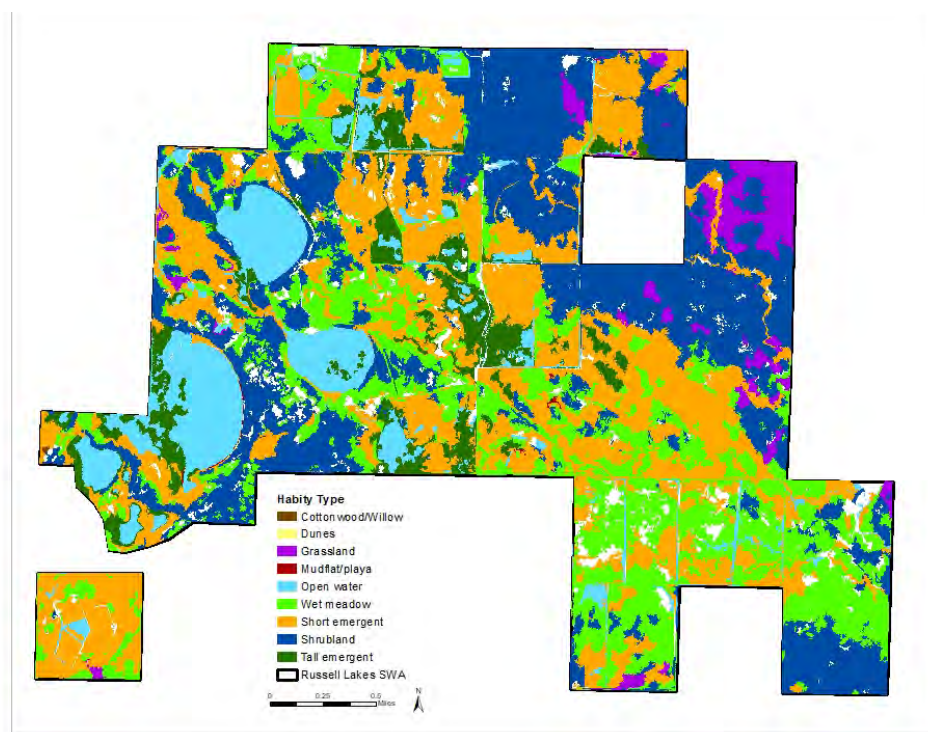 Habity Type
Cottonwood/Willow
Dunes
Grassland
Mudflat/playa
Open water
Wet meadow
Short emergent
Shrubland
Tall emergent
Russell Lakes SWA
0 0.25 0.5
Miles
N